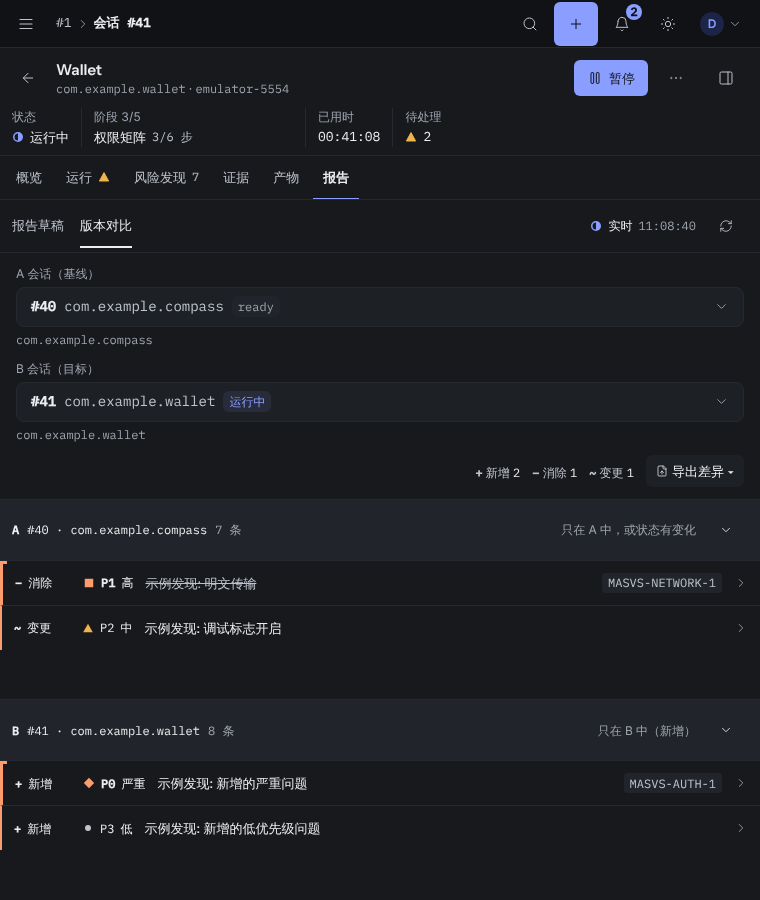 #1 会话 #41 2 D
Wallet
com.example.wallet · emulator-5554
暂停
状态 阶段 3/5 已用时 待处理
运行中 权限矩阵 3/6 步 00:41:08 2
概览 运行 风险发现 7 证据 产物 报告
报告草稿 版本对比 实时 11:08:40
A 会话（基线）
#40 com.example.compass ready
com.example.compass
B 会话（目标）
#41 com.example.wallet 运行中
com.example.wallet
+ 新增 2 − 消除 1 ~ 变更 1 导出差异
A #40 · com.example.compass 7 条 只在 A 中，或状态有变化
− 消除 P1 高 示例发现: 明文传输 MASVS-NETWORK-1
~ 变更 P2 中 示例发现: 调试标志开启
B #41 · com.example.wallet 8 条 只在 B 中（新增）
+ 新增 P0 严重 示例发现: 新增的严重问题 MASVS-AUTH-1
+ 新增 P3 低 示例发现: 新增的低优先级问题